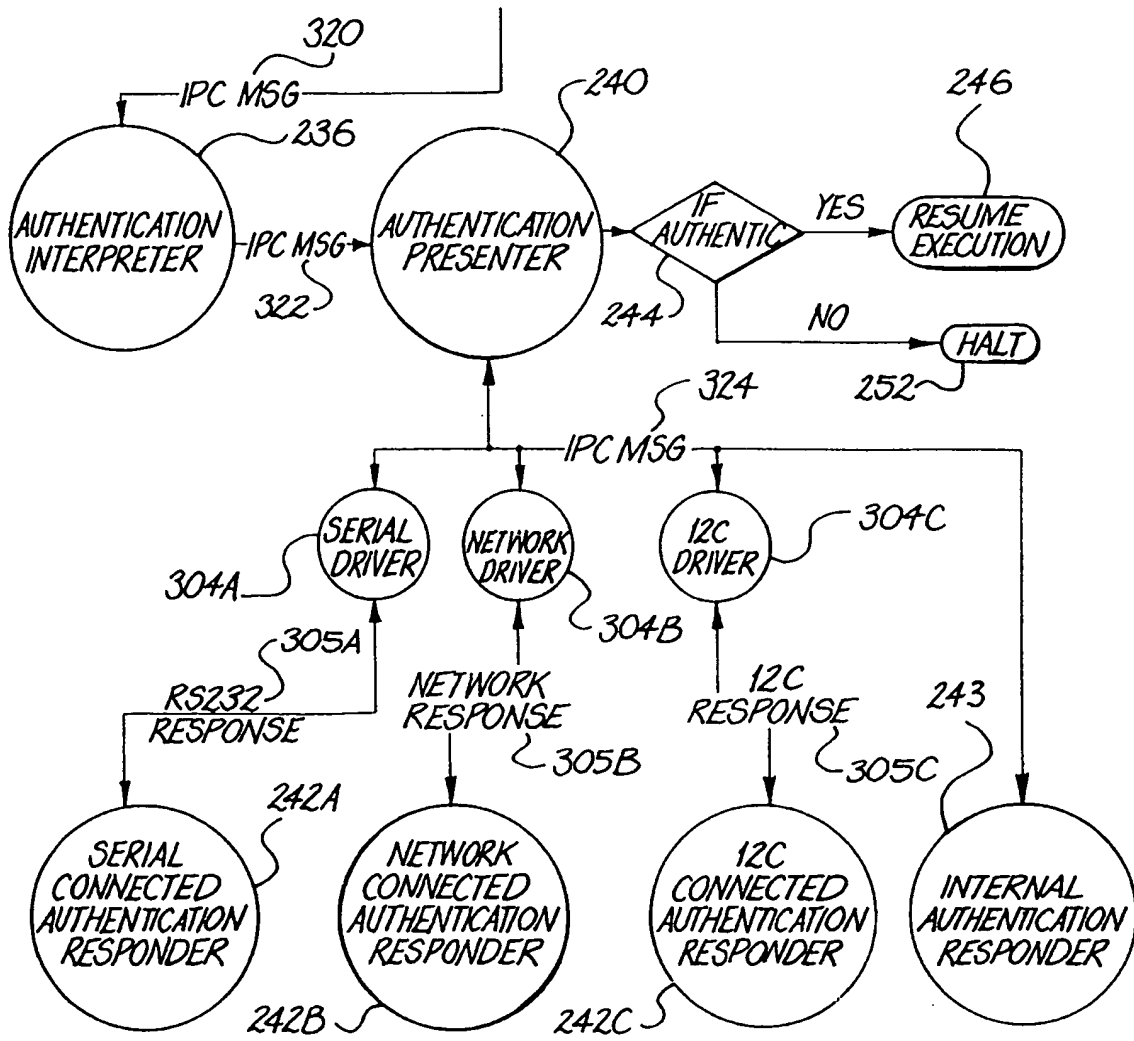 320
IPC MSG
236
240
246
AUTHENTICATION
INTERPRETER
IPC MSG
322
AUTHENTICATION
PRESENTER
IF
AUTHENTIC
244
YES
RESUME
EXECUTION
NO
HALT
252
324
IPC MSG
SERIAL
DRIVER
304A
NETWORK
DRIVER
304B
12C
DRIVER
304C
305A
RS232
RESPONSE
NETWORK
RESPONSE
305B
12C
RESPONSE
305C
243
242A
SERIAL
CONNECTED
AUTHENTICATION
RESPONDER
NETWORK
CONNECTED
AUTHENTICATION
RESPONDER
242B
12C
CONNECTED
AUTHENTICATION
RESPONDER
242C
INTERNAL
AUTHENTICATION
RESPONDER